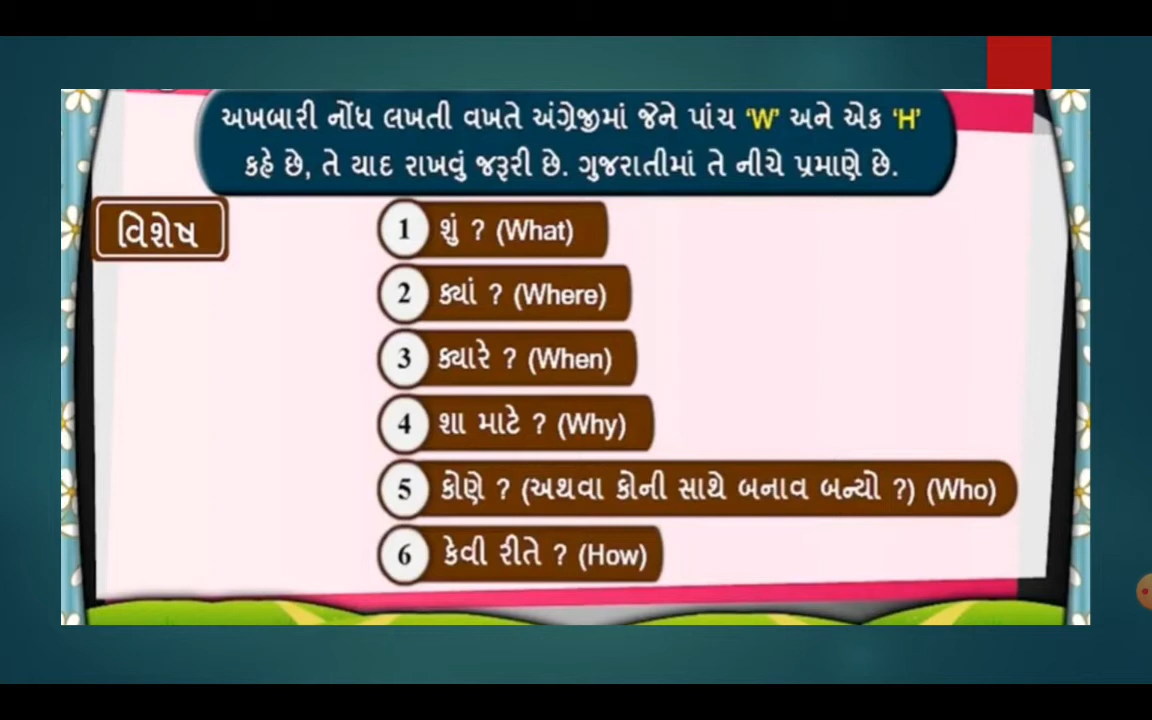 અખબારી નોંધ લખતી વખતે અંગ્રેજીમાં જેને પાંચ ‘W’ અને એક ‘H’
કહે છે, તે યાદ રાખવું જરૂરી છે. ગુજરાતીમાં તે નીચે પ્રમાણે છે.
વિશેષ
1 શું ? (What)
2 ક્યાં ? (Where)
3 ક્યારે ? (When)
4 શા માટે ? (Why)
5 કોણે ? (અથવા કોની સાથે બનાવ બન્યો ?) (Who)
6 કેવી રીતે ? (How)